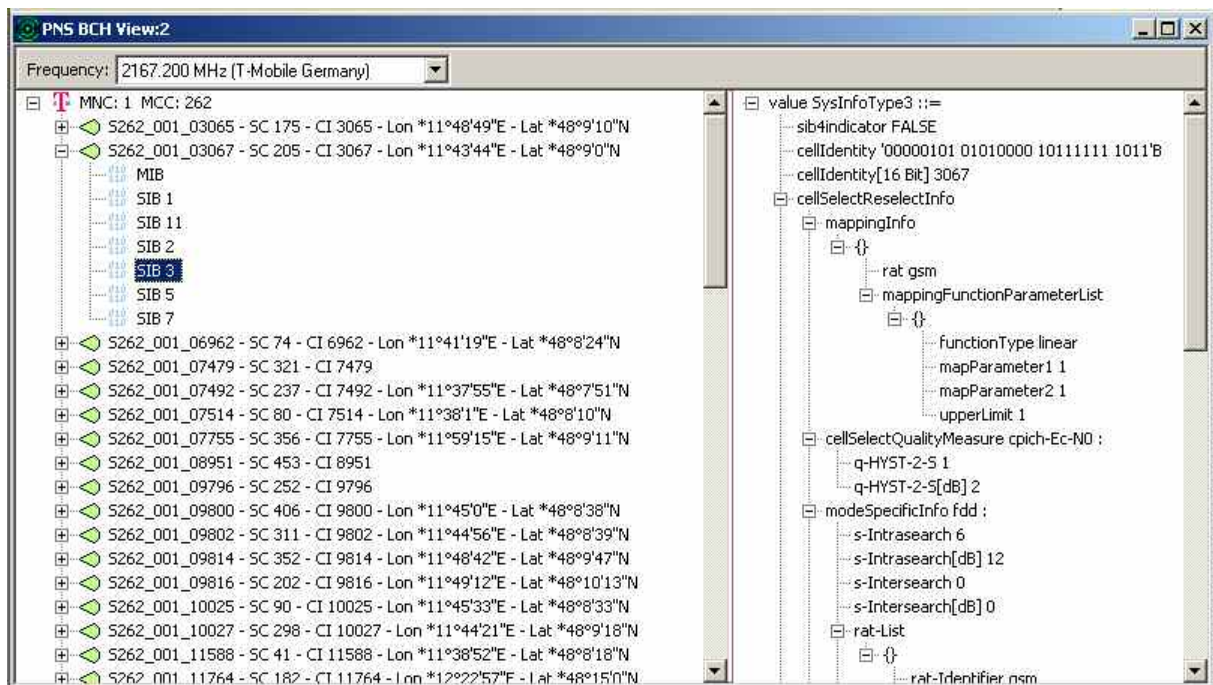 PNS BCH View:2
Frequency: 2167.200 MHz (T-Mobile Germany)
MNC: 1 MCC: 262
S262_001_03065 - SC 175 - CI 3065 - Lon *11°48'49"E - Lat *48°9'10"N
S262_001_03067 - SC 205 - CI 3067 - Lon *11°43'44"E - Lat *48°9'0"N
MIB
SIB 1
SIB 11
SIB 2
SIB 3
SIB 5
SIB 7
S262_001_06962 - SC 74 - CI 6962 - Lon *11°41'19"E - Lat *48°8'24"N
S262_001_07479 - SC 321 - CI 7479
S262_001_07492 - SC 237 - CI 7492 - Lon *11°37'55"E - Lat *48°7'51"N
S262_001_07514 - SC 80 - CI 7514 - Lon *11°38'1"E - Lat *48°8'10"N
S262_001_07755 - SC 356 - CI 7755 - Lon *11°59'15"E - Lat *48°9'11"N
S262_001_08951 - SC 453 - CI 8951
S262_001_09796 - SC 252 - CI 9796
S262_001_09800 - SC 406 - CI 9800 - Lon *11°45'0"E - Lat *48°8'38"N
S262_001_09802 - SC 311 - CI 9802 - Lon *11°44'56"E - Lat *48°8'39"N
S262_001_09814 - SC 352 - CI 9814 - Lon *11°48'42"E - Lat *48°9'47"N
S262_001_09816 - SC 202 - CI 9816 - Lon *11°49'12"E - Lat *48°10'13"N
S262_001_10025 - SC 90 - CI 10025 - Lon *11°45'33"E - Lat *48°8'33"N
S262_001_10027 - SC 298 - CI 10027 - Lon *11°44'21"E - Lat *48°9'18"N
S262_001_11588 - SC 41 - CI 11588 - Lon *11°38'52"E - Lat *48°8'18"N
S262_001_11764 - SC 182 - CI 11764 - Lon *12°22'57"E - Lat *48°15'0"N
value SysInfoType3 ::=
sib4indicator FALSE
cellIdentity '00000101 01010000 10111111 1011'B
cellIdentity[16 Bit] 3067
cellSelectReselectInfo
mappingInfo
{}
rat gsm
mappingFunctionParameterList
{}
functionType linear
mapParameter1 1
mapParameter2 1
upperLimit 1
cellSelectQualityMeasure cpich-Ec-N0 :
q-HYST-2-S 1
q-HYST-2-S[dB] 2
modeSpecificInfo fdd :
s-Intrasearch 6
s-Intrasearch[dB] 12
s-Intersearch 0
s-Intersearch[dB] 0
rat-List
{}
rat-Identifier gsm